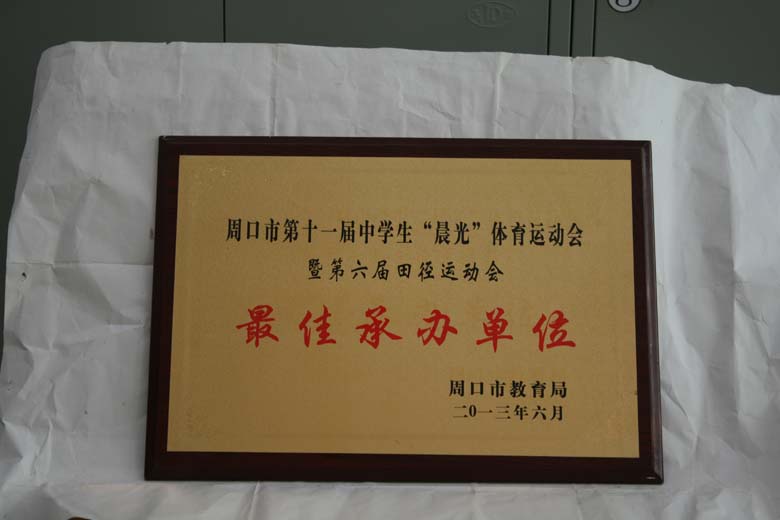 周口市第十一届中学生“晨光”体育运动会
暨第六届田径运动会
最佳承办单位
周口市教育局
二0一三年六月